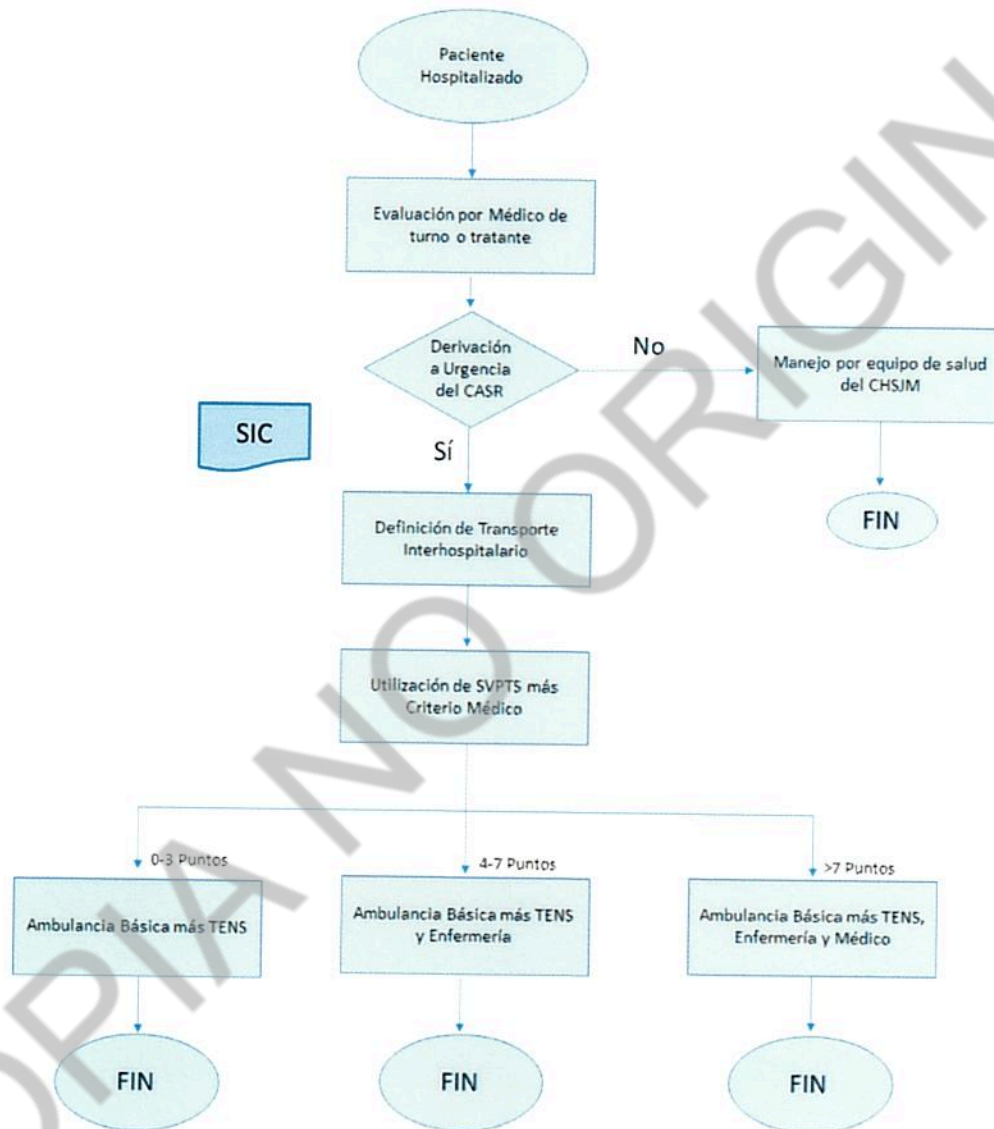 Paciente
Hospitalizado
Evaluación por Médico de
turno o tratante
Derivación
a Urgencia
del CASR
No
Manejo por equipo de salud
del CHSJM
FIN
SIC
Sí
Definición de Transporte
Interhospitalario
Utilización de SVPTS más
Criterio Médico
0-3 Puntos
4-7 Puntos
>7 Puntos
Ambulancia Básica más TENS
Ambulancia Básica más TENS
y Enfermería
Ambulancia Básica más TENS,
Enfermería y Médico
FIN
FIN
FIN
OPIA NO ORIGIN